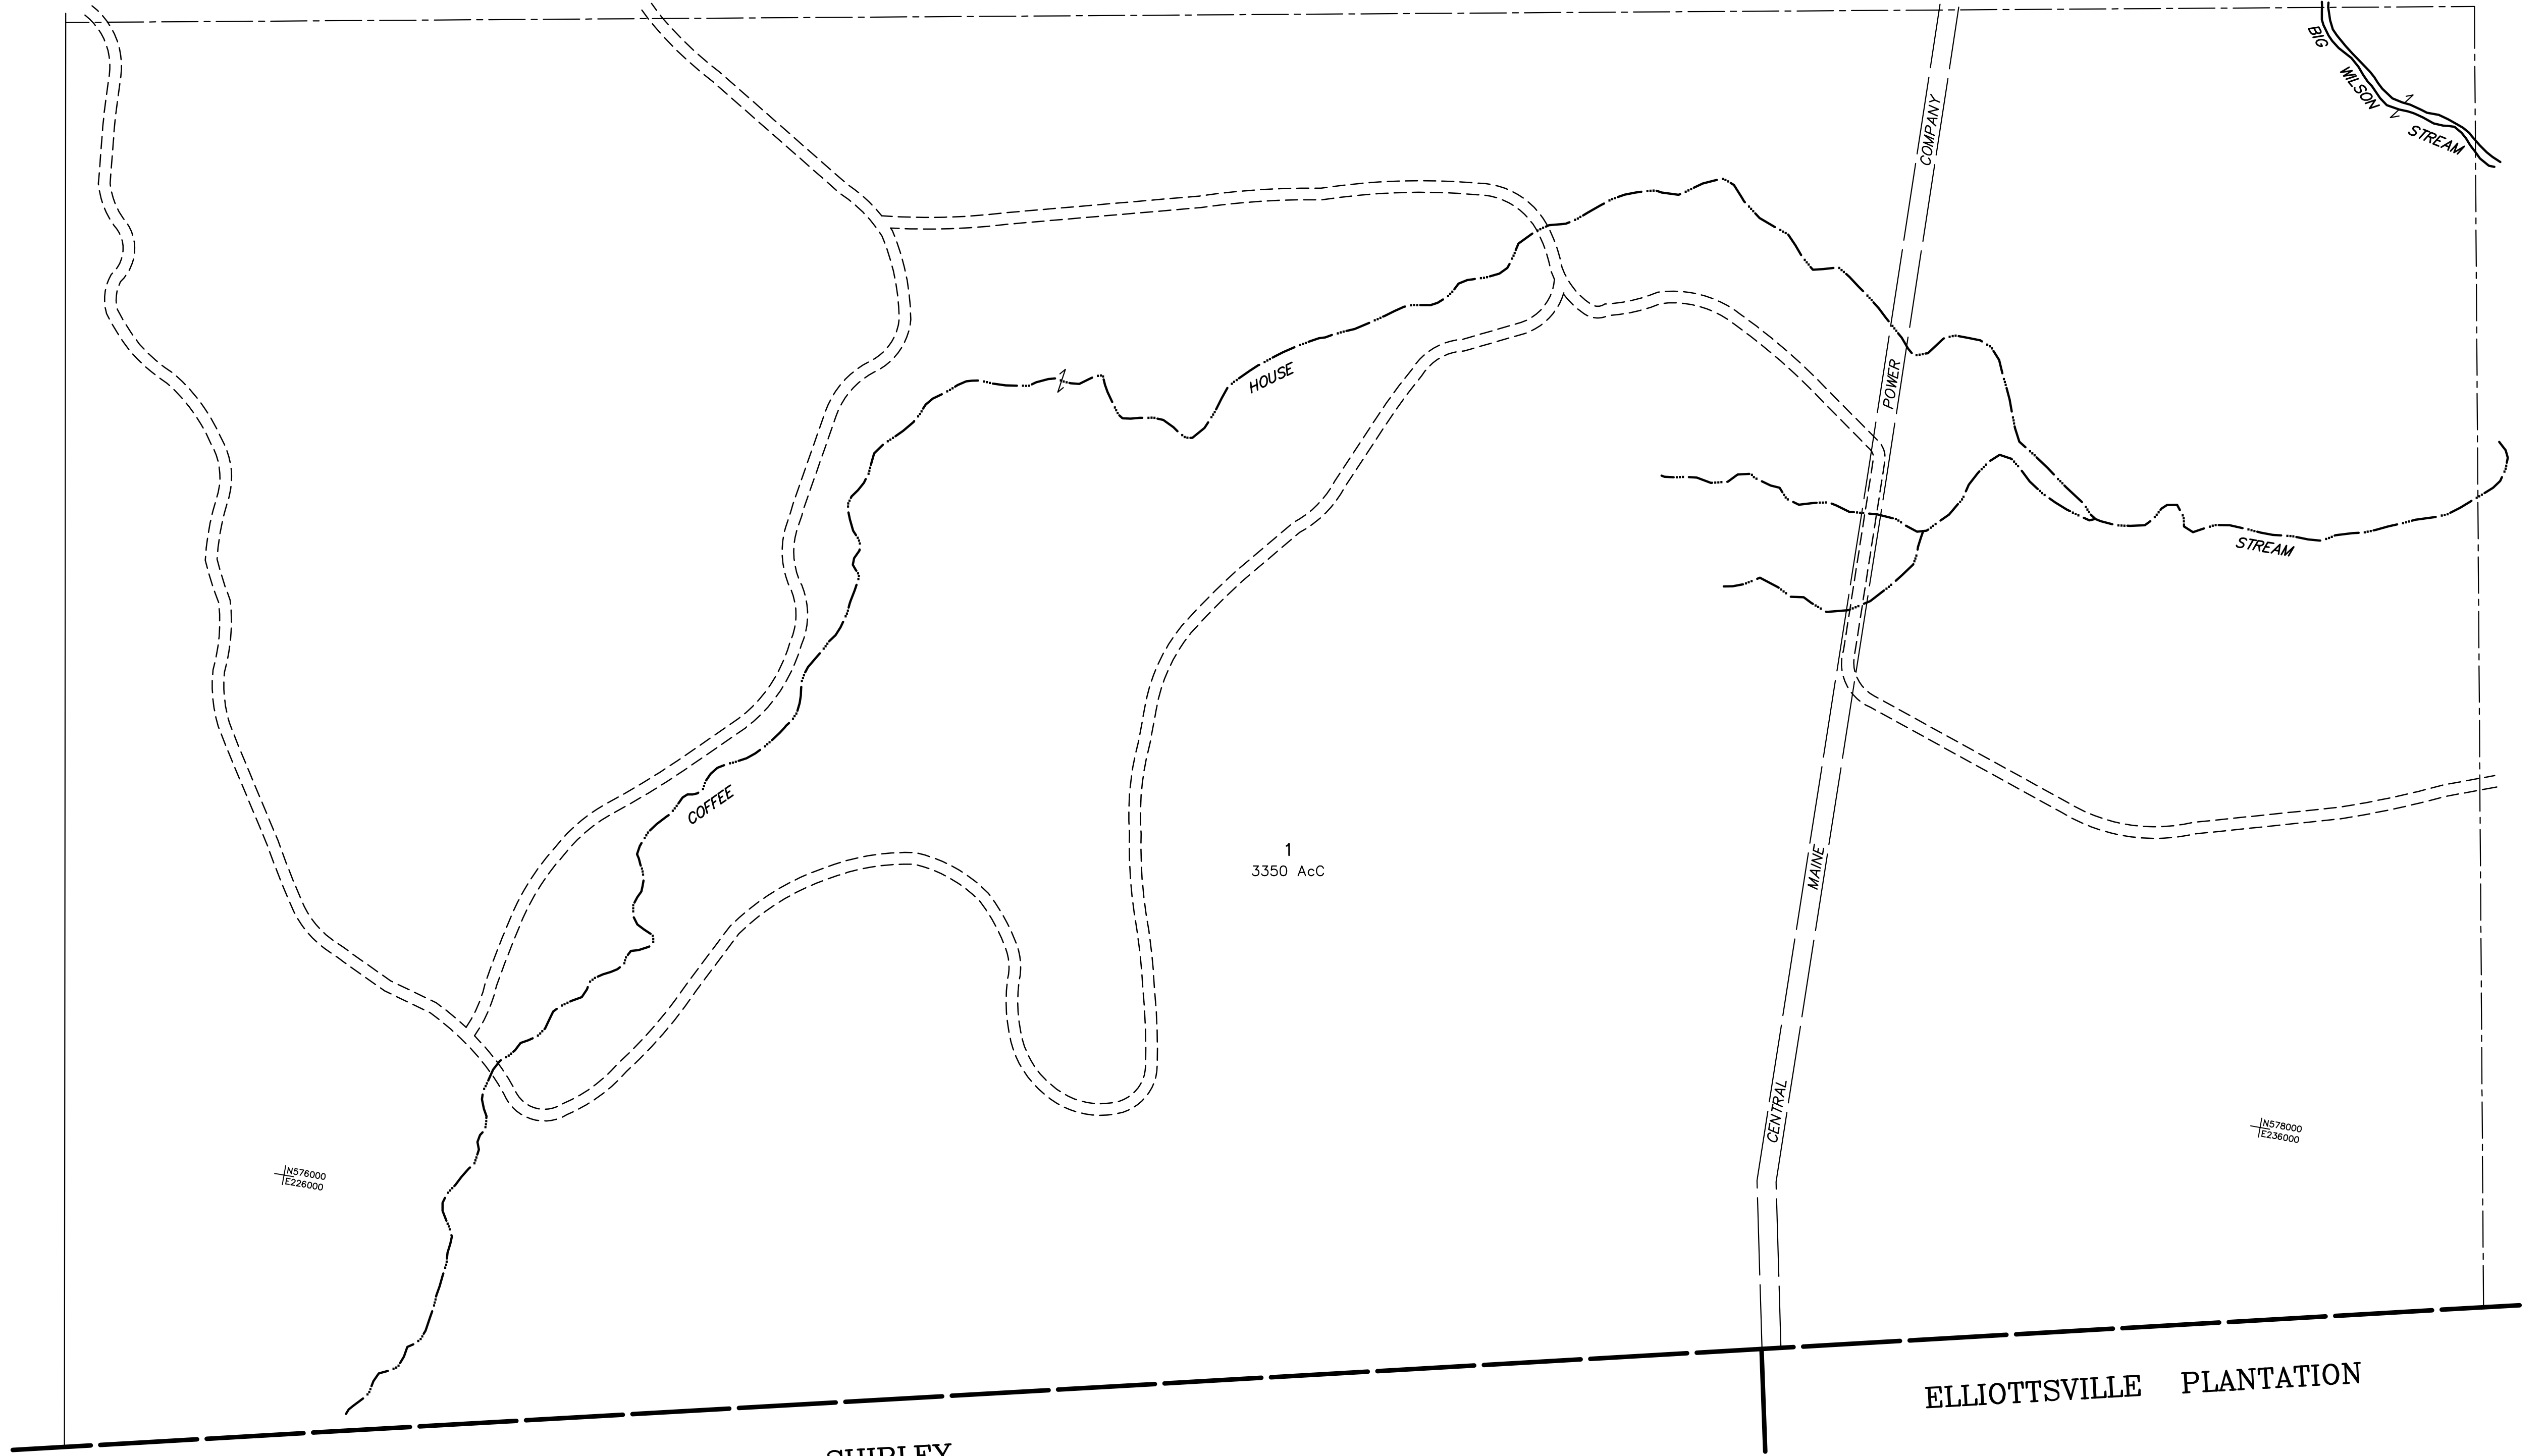 BIG WILSON STREAM
COMPANY
POWER
HOUSE
STREAM
COFFEE
1
3350 AcC
MAINE
CENTRAL
N578000
E236000
N576000
E226000
ELLIOTTSVILLE PLANTATION
SHIRLEY